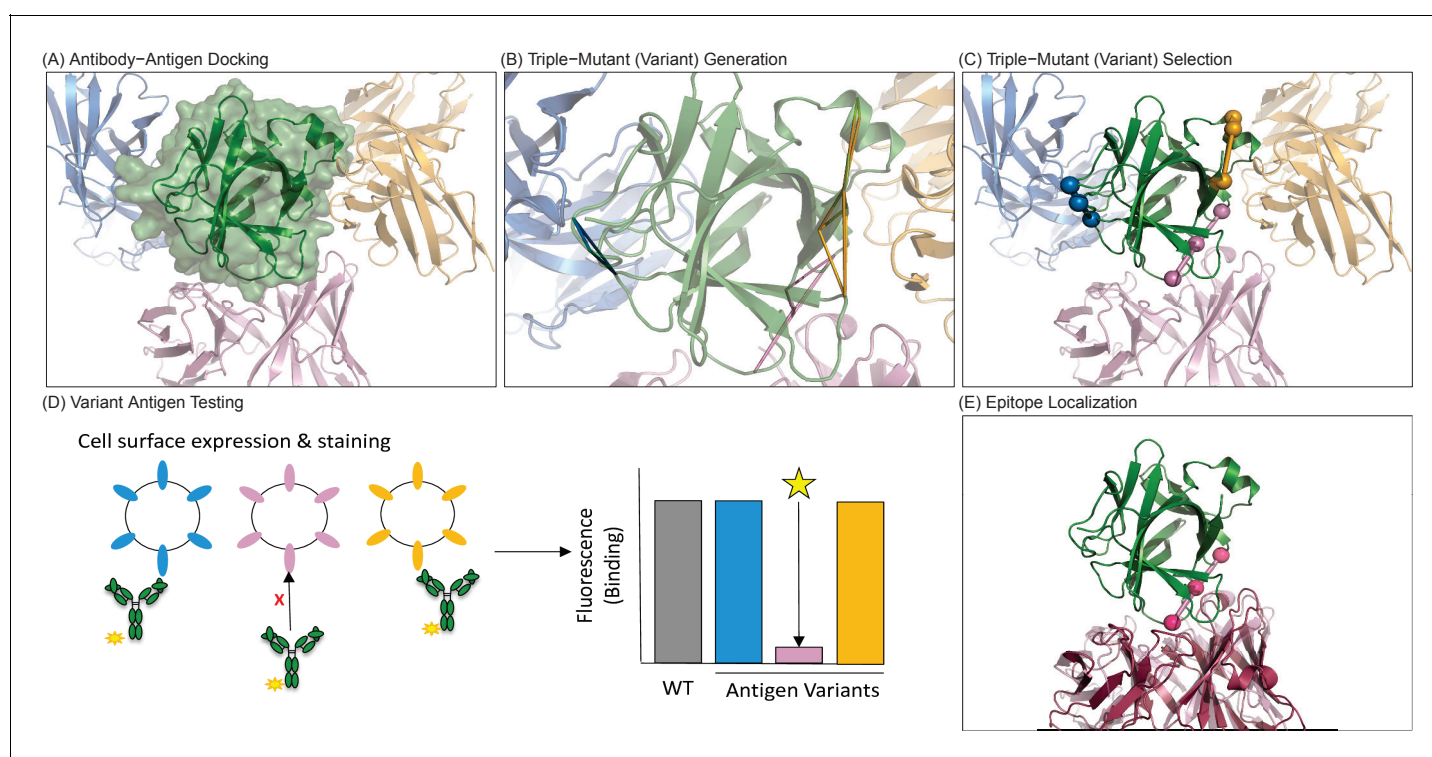 (A) Antibody−Antigen Docking
(B) Triple−Mutant (Variant) Generation
(C) Triple−Mutant (Variant) Selection
(D) Variant Antigen Testing
Cell surface expression & staining
X
Fluorescence
(Binding)
WT
Antigen Variants
(E) Epitope Localization